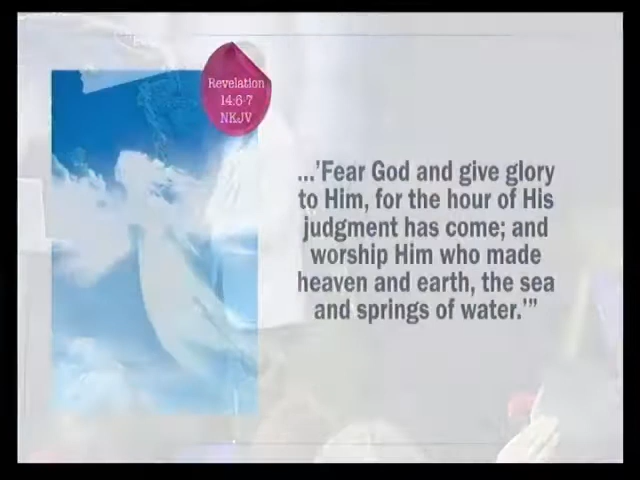 Revelation
14:6-7
NKJV
...'Fear God and give glory
to Him, for the hour of His
judgment has come; and
worship Him who made
heaven and earth, the sea
and springs of water.'"